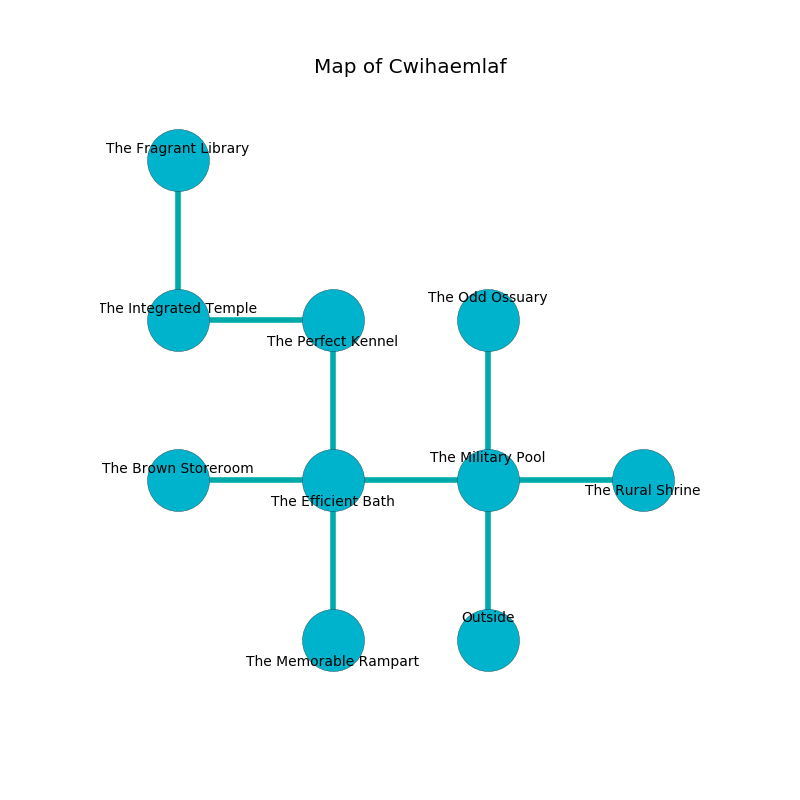 Map of Cwihaemlaf
The Fragrant Library
The Odd Ossuary
The Integrated Temple
The Perfect Kennel
The Military Pool
The Brown Storeroom
The Rural Shrine
The Efficient Bath
Outside
The Memorable Rampart